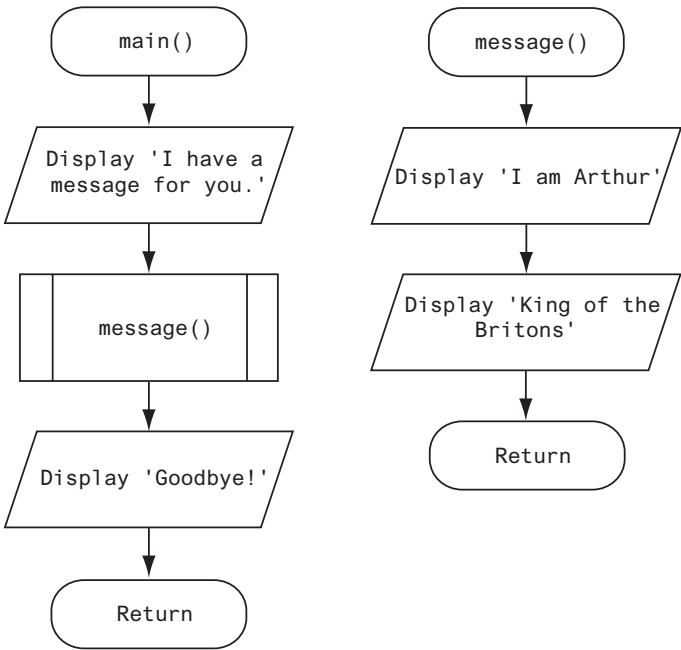 main()
Display 'I have a
message for you.'
message()
Display 'Goodbye!'
Return
message()
Display 'I am Arthur'
Display 'King of the
Britons'
Return